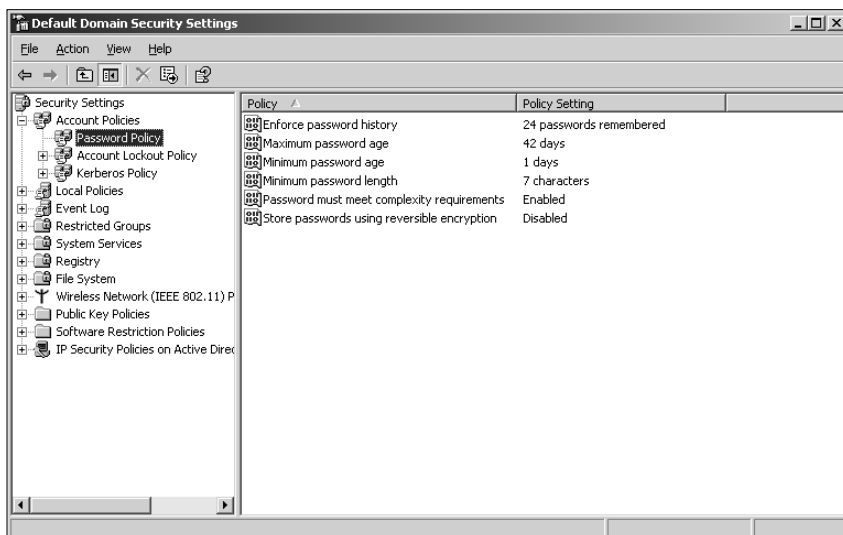 Default Domain Security Settings
File Action View Help
Security Settings
Account Policies
Password Policy
Account Lockout Policy
Kerberos Policy
Local Policies
Event Log
Restricted Groups
System Services
Registry
File System
Wireless Network (IEEE 802.11) P
Public Key Policies
Software Restriction Policies
IP Security Policies on Active Direc
Policy Policy Setting
Enforce password history 24 passwords remembered
Maximum password age 42 days
Minimum password age 1 days
Minimum password length 7 characters
Password must meet complexity requirements Enabled
Store passwords using reversible encryption Disabled